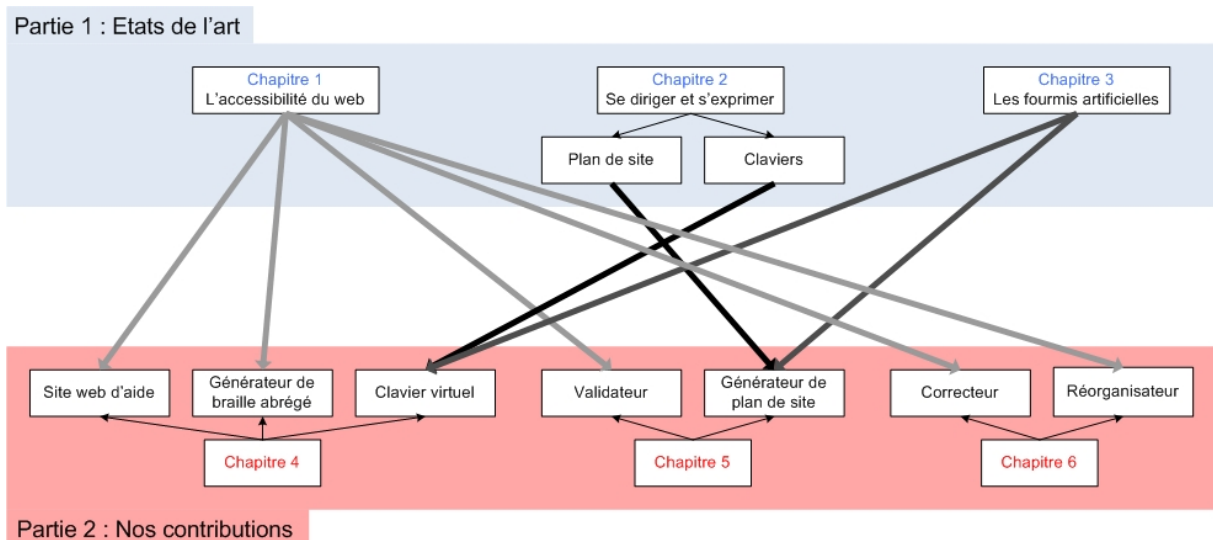 Partie 1 : Etats de l'art
Chapitre 1
L'accessibilité du web
Chapitre 2
Se diriger et s'exprimer
Chapitre 3
Les fourmis artificielles
Plan de site
Claviers
Site web d'aide
Générateur de
braille abrégé
Clavier virtuel
Validateur
Générateur de
plan de site
Correcteur
Réorganisateur
Chapitre 4
Chapitre 5
Chapitre 6
Partie 2 : Nos contributions